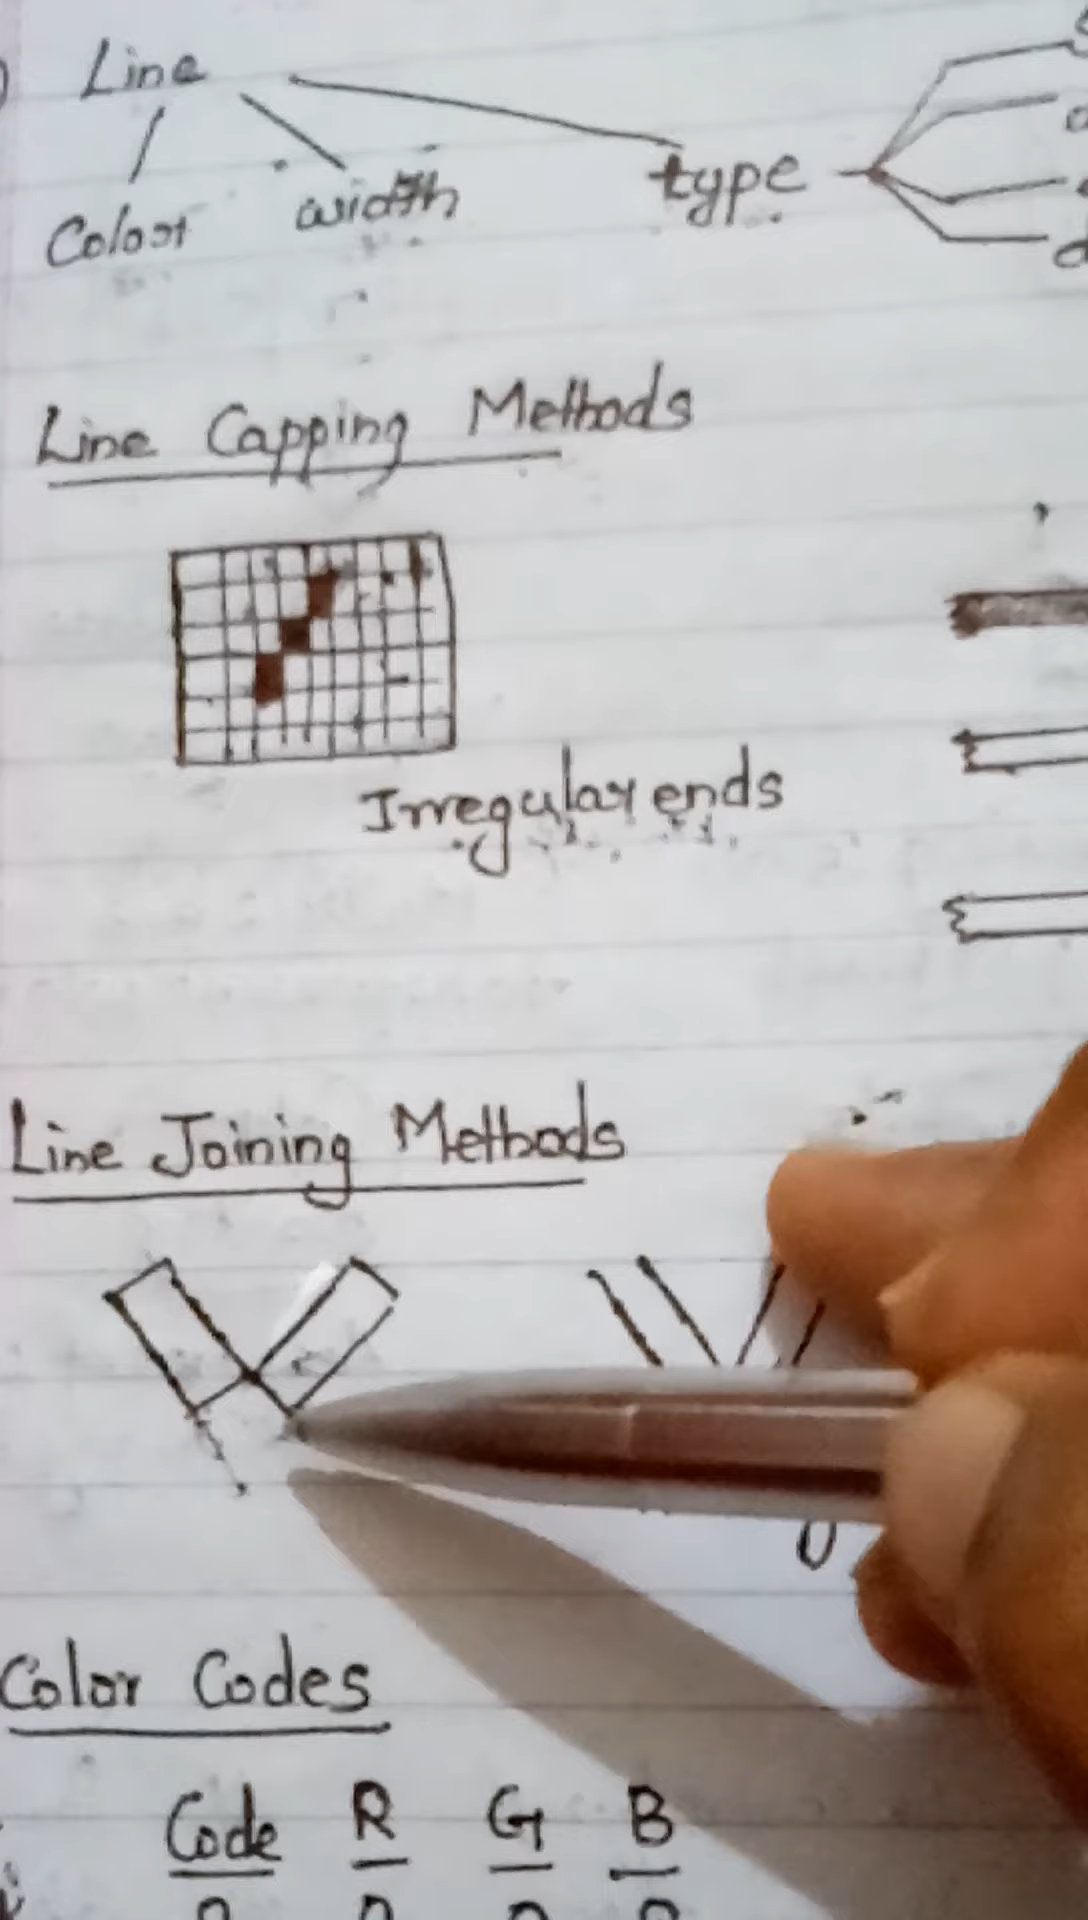 Line
Color width type
Line Capping Methods
Irregular ends
Line Joining Methods
Color Codes
Code R G B